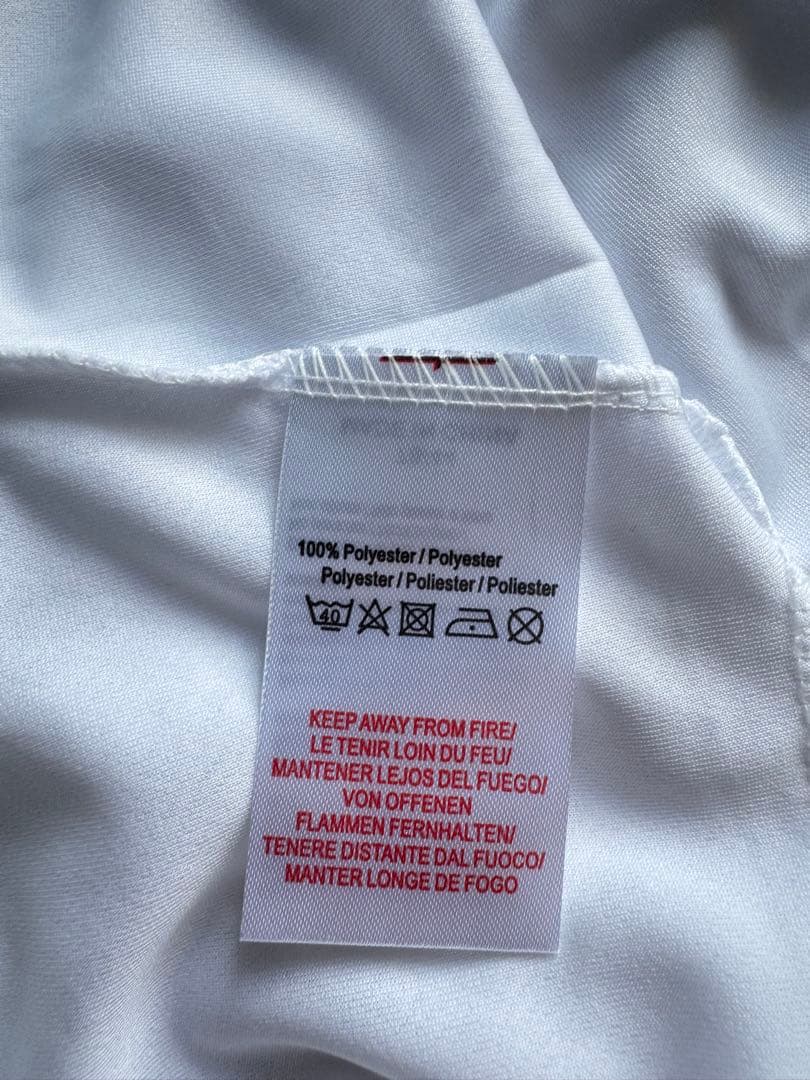 100% Polyester / Polyester
Polyester / Poliester / Poliester
40
KEEP AWAY FROM FIRE/
LE TENIR LOIN DU FEU/
MANTENER LEJOS DEL FUEGO/
VON OFFENEN
FLAMMEN FERNHALTEN/
TENERE DISTANTE DAL FUOCO/
MANTER LONGE DE FOGO